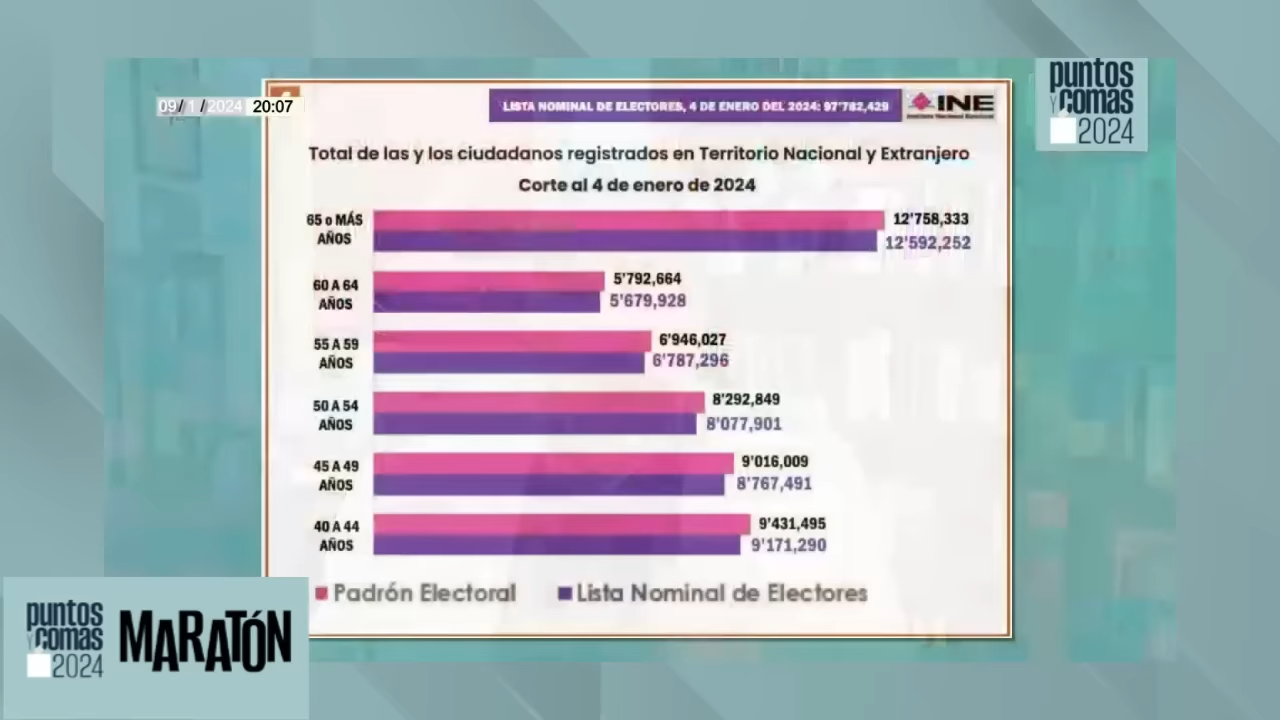 09/ 1 /2024 20:07
LISTA NOMINAL DE ELECTORES, 4 DE ENERO DEL 2024: 97'782,429
INE
Instituto Nacional Electoral
puntos
y comas
2024
Total de las y los ciudadanos registrados en Territorio Nacional y Extranjero
Corte al 4 de enero de 2024
65 o MÁS
AÑOS
12'758,333
12'592,252
60 A 64
AÑOS
5'792,664
5'679,928
55 A 59
AÑOS
6'946,027
6'787,296
50 A 54
AÑOS
8'292,849
8'077,901
45 A 49
AÑOS
9'016,009
8'767,491
40 A 44
AÑOS
9'431,495
9'171,290
Padrón Electoral
Lista Nominal de Electores
puntos
y comas
2024
MARATÓN